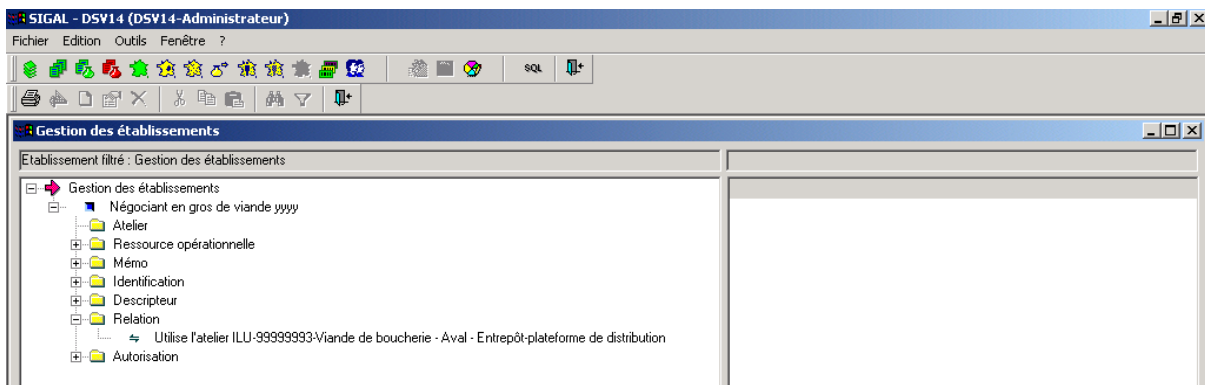 SIGAL - DSV14 (DSV14-Administrateur)
Fichier Edition Outils Fenêtre ?
SQL
Gestion des établissements
Etablissement filtré : Gestion des établissements
Gestion des établissements
Négociant en gros de viande yyyy
Atelier
Ressource opérationnelle
Mémo
Identification
Descripteur
Relation
Utilise l'atelier ILU-99999993-Viande de boucherie - Aval - Entrepôt-plateforme de distribution
Autorisation